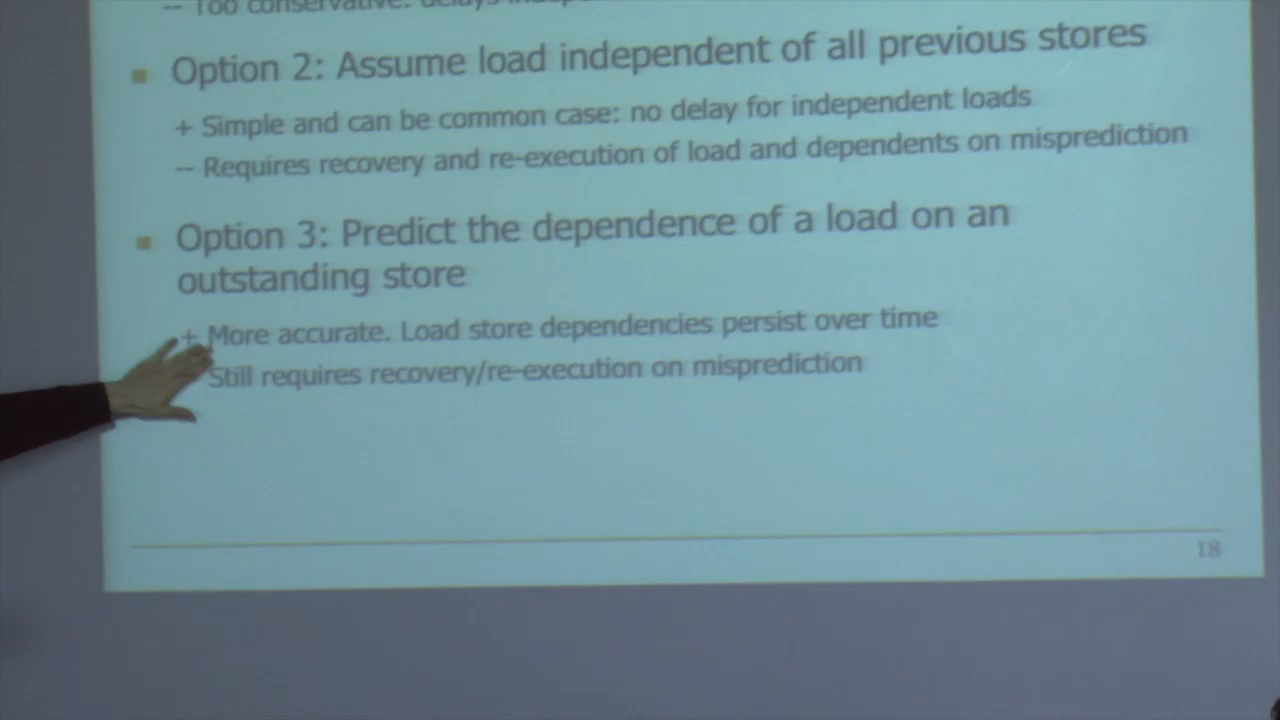 -- Too conservative: delays
Option 2: Assume load independent of all previous stores
+ Simple and can be common case: no delay for independent loads
-- Requires recovery and re-execution of load and dependents on misprediction
Option 3: Predict the dependence of a load on an
outstanding store
+ More accurate. Load store dependencies persist over time
Still requires recovery/re-execution on misprediction
18